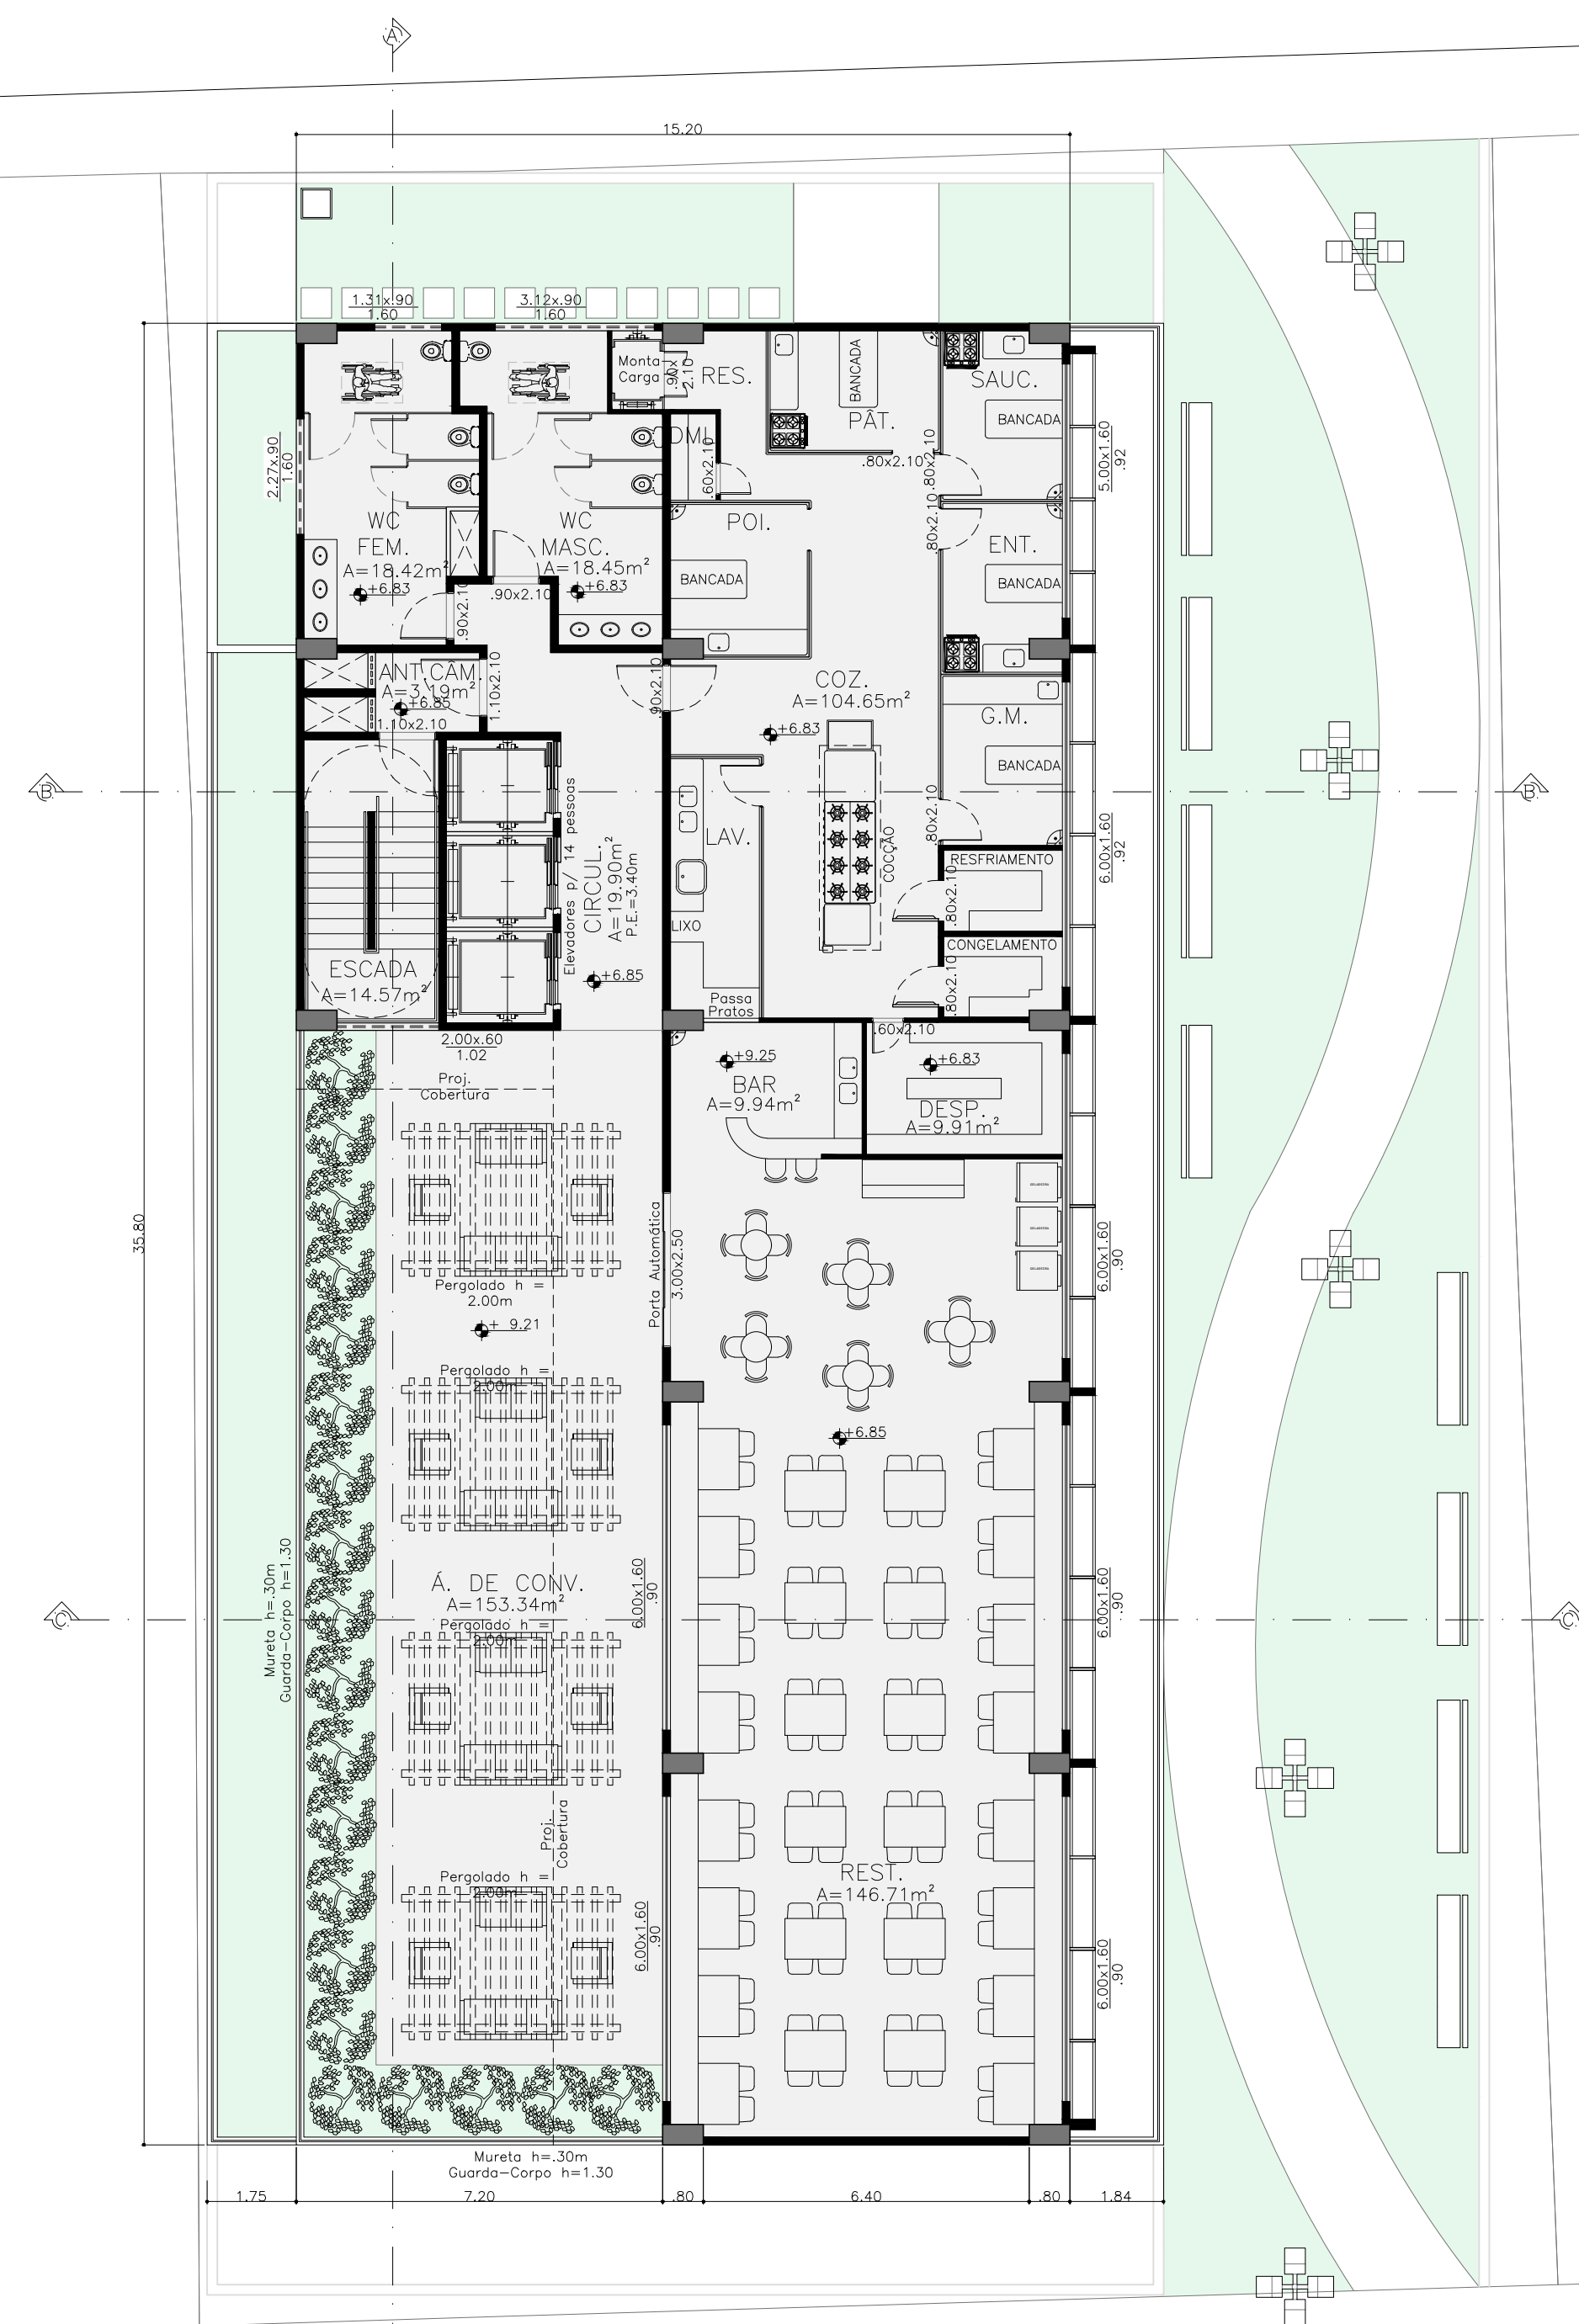 A.
15.20
1.31x.90
1.60
3.12x.90
1.60
Monta-
Carga
.90x
2.10
RES.
BANCADA
PÂT.
SAUC.
BANCADA
DML
.60x2.10
.80x2.10
.80x2.10
5.00x1.60
.92
2.27x.90
1.60
WC
FEM.
A=18.42m²
+6.83
WC
MASC.
A=18.45m²
+6.83
.90x2.10
.90x2.10
POI.
BANCADA
.80x2.10
ENT.
BANCADA
ANT.CÂM.
A=3.19m²
+6.85
1.10x2.10
1.10x2.10
.90x2.10
COZ.
A=104.65m²
+6.83
G.M.
BANCADA
B.
B.
Elevadores p/ 14 pessoas
CIRCUL.
A=19.90m²
P.E.=3.40m
+6.85
LAV.
LIXO
COCÇÃO
.80x2.10
6.00x1.60
.92
RESFRIAMENTO
.80x2.10
CONGELAMENTO
.80x2.10
ESCADA
A=14.57m²
Passa
Pratos
.60x2.10
2.00x.60
1.02
Proj.
Cobertura
+9.25
BAR
A=9.94m²
+6.83
DESP.
A=9.91m²
35.80
Porta Automática
3.00x2.50
6.00x1.60
.90
Pergolado h =
2.00m
+ 9.21
Pergolado h =
2.00m
+6.85
Mureta h=.30m
Guarda-Corpo h=1.30
Á. DE CONV.
A=153.34m²
6.00x1.60
.90
6.00x1.60
.90
C.
C.
Pergolado h =
2.00m
Proj.
Cobertura
Pergolado h =
2.00m
6.00x1.60
.90
REST.
A=146.71m²
6.00x1.60
.90
Mureta h=.30m
Guarda-Corpo h=1.30
1.75
7.20
.80
6.40
.80
1.84